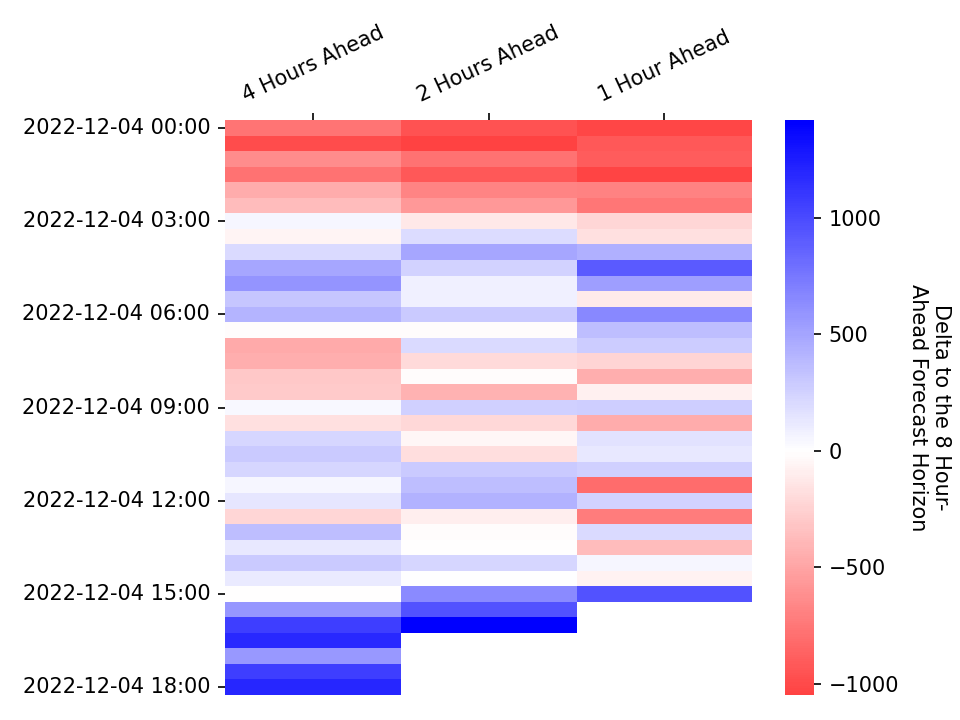 4 Hours Ahead
2 Hours Ahead
1 Hour Ahead
2022-12-04 00:00
2022-12-04 03:00
2022-12-04 06:00
2022-12-04 09:00
2022-12-04 12:00
2022-12-04 15:00
2022-12-04 18:00
1000
500
0
−500
−1000
Delta to the 8 Hour-
Ahead Forecast Horizon